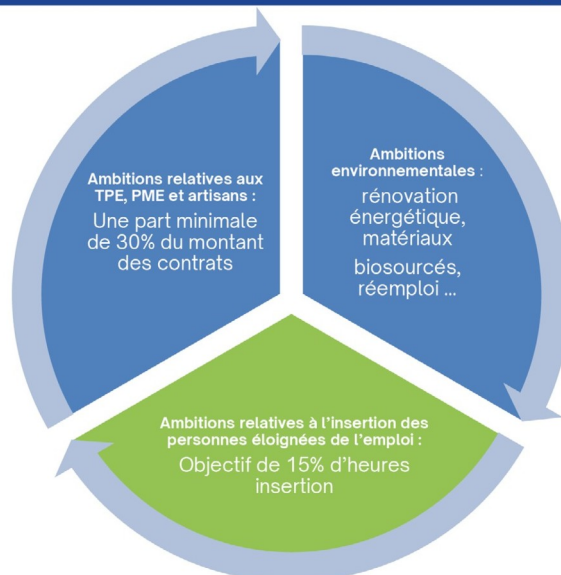 Ambitions relatives aux
TPE, PME et artisans :
Une part minimale
de 30% du montant
des contrats
Ambitions
environnementales :
rénovation
énergétique,
matériaux
biosourcés,
réemploi ...
Ambitions relatives à l'insertion des
personnes éloignées de l'emploi :
Objectif de 15% d'heures
insertion